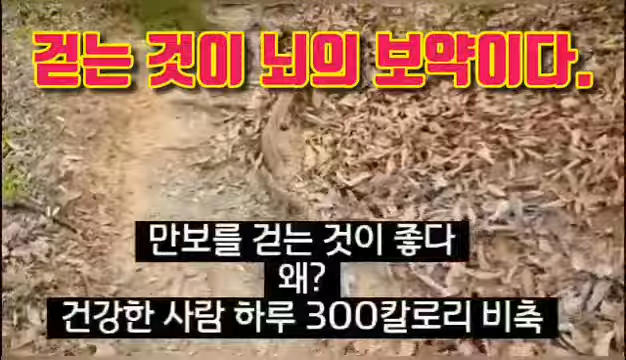 걷는 것이 뇌의 보약이다.
만보를 걷는 것이 좋다
왜?
건강한 사람 하루 300칼로리 비축